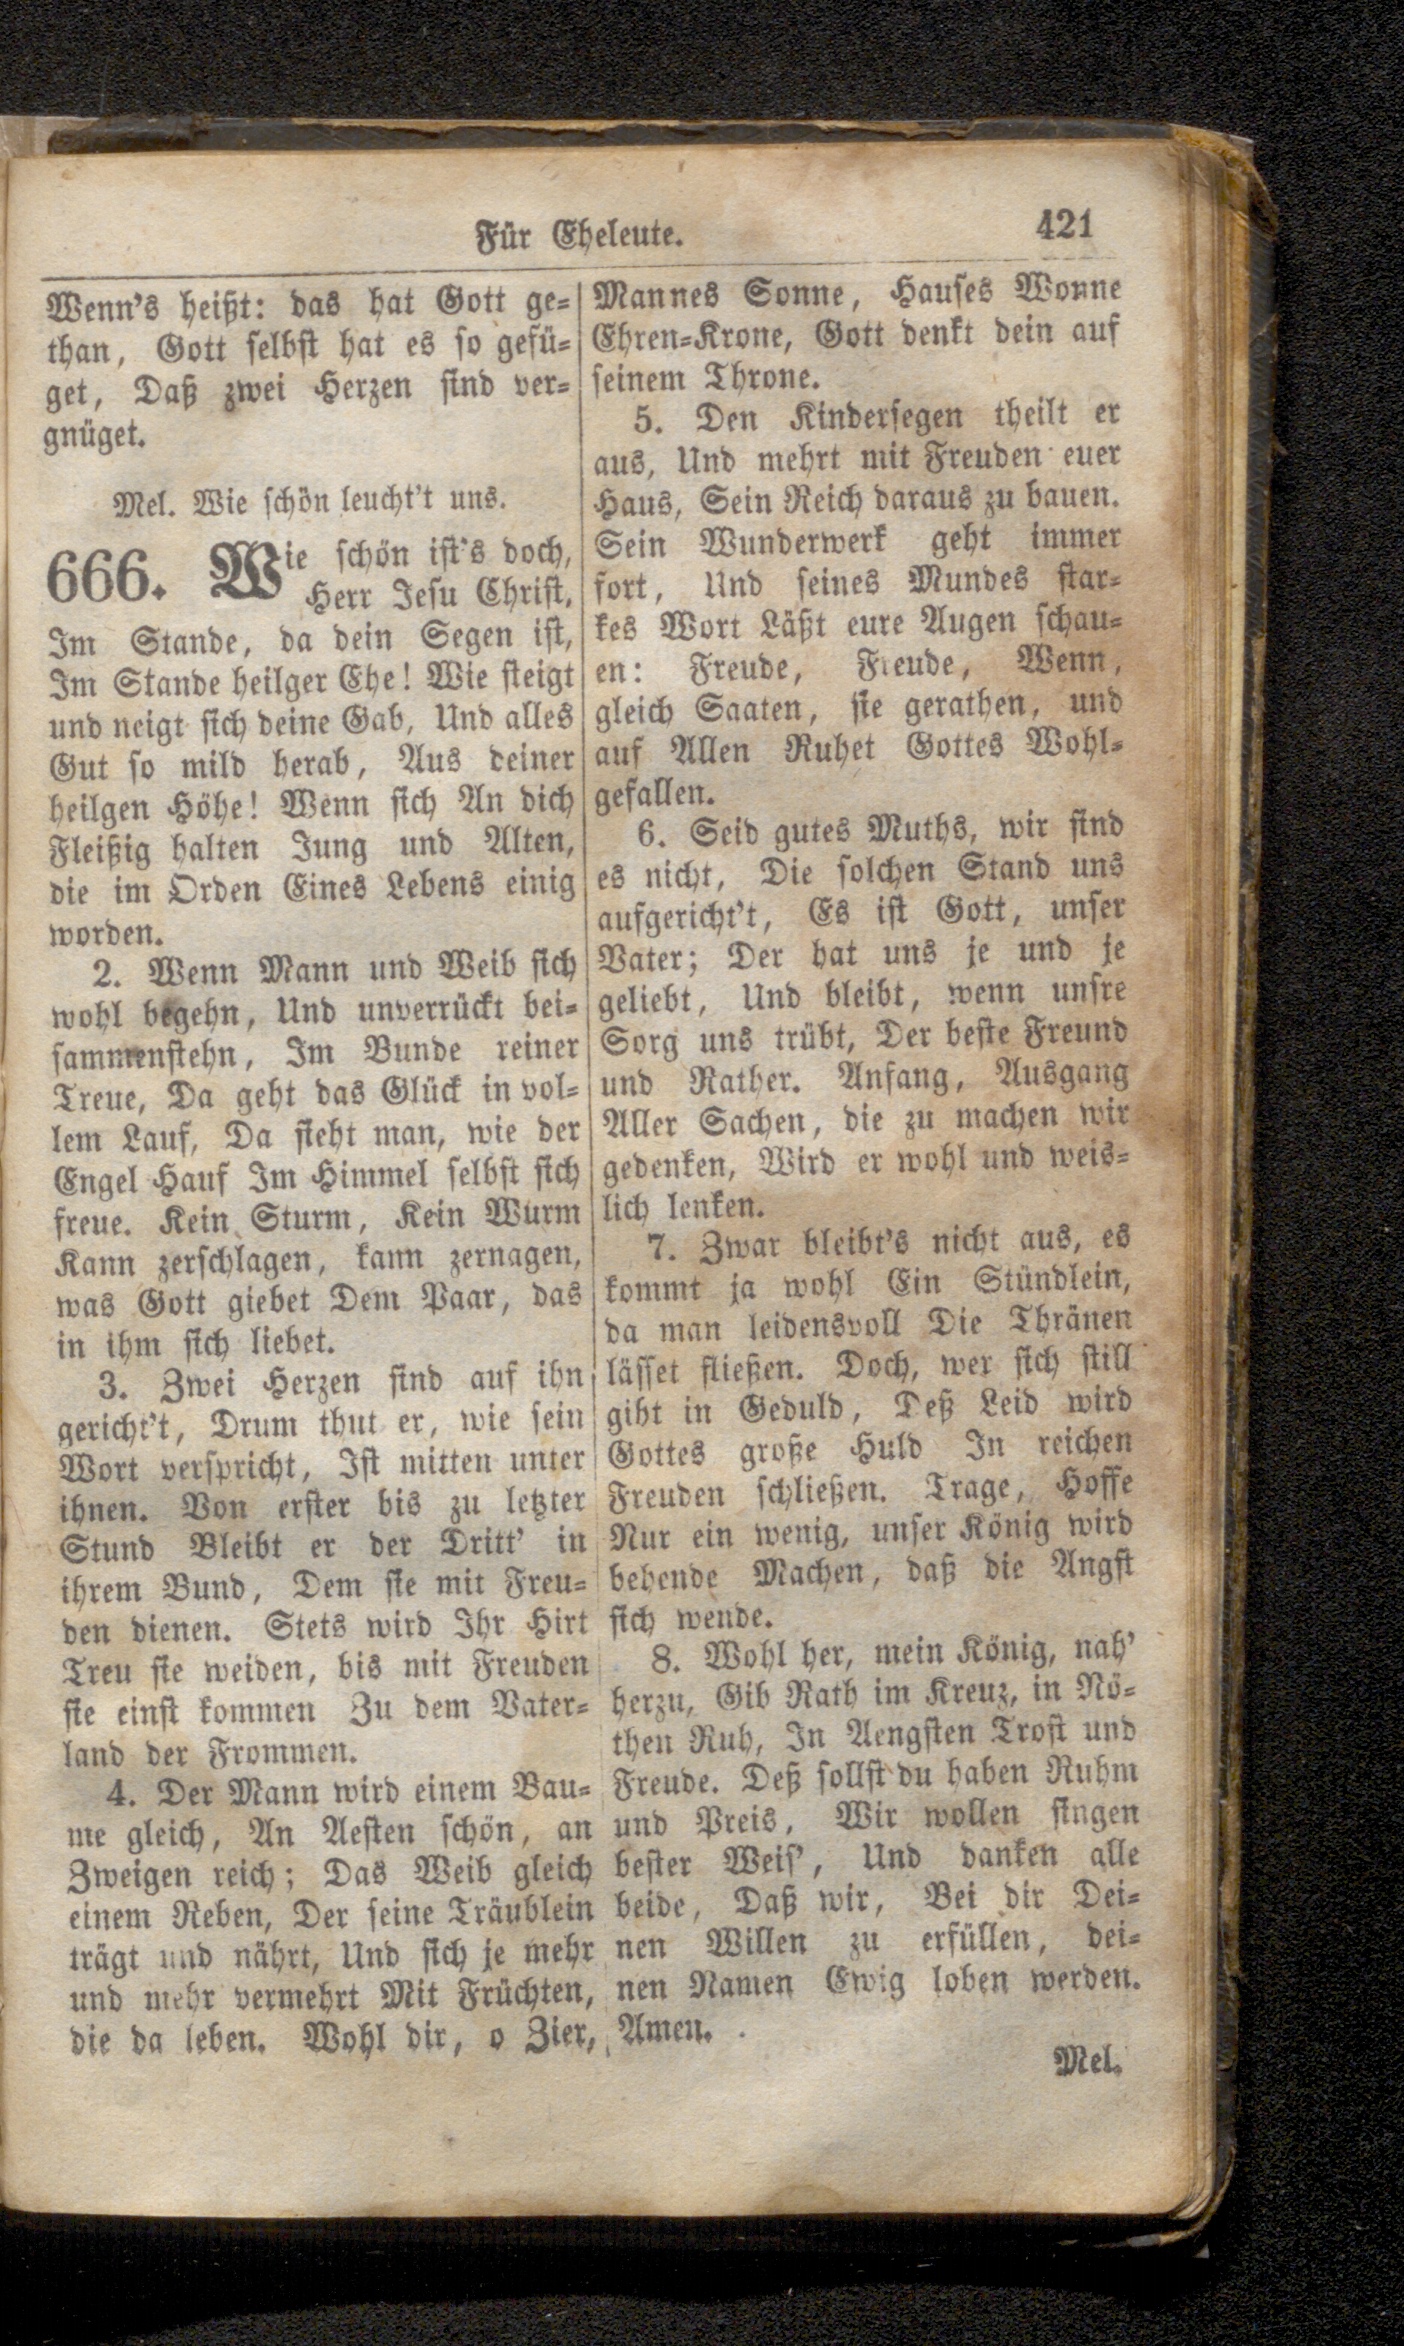 Für Eheleute.
421
Wenn's heißt: das hat Gott ge-
than, Gott selbst hat es so gefü-
get, Daß zwei Herzen sind ver-
gnüget.
Mel. Wie schön leucht't uns.
666. Wie schön ist's doch,
Herr Jesu Christ,
Im Stande, da dein Segen ist,
Im Stande heilger Ehe! Wie steigt
und neigt sich deine Gab, Und alles
Gut so mild herab, Aus deiner
heilgen Höhe! Wenn sich An dich
Fleißig halten Jung und Alten,
die im Orden Eines Lebens einig
worden.
2. Wenn Mann und Weib sich
wohl begehn, Und unverrückt bei-
sammenstehn, Im Bunde reiner
Treue, Da geht das Glück in vol-
lem Lauf, Da sieht man, wie der
Engel Hauf Im Himmel selbst sich
freue. Kein Sturm, Kein Wurm
Kann zerschlagen, kann zernagen,
was Gott giebet Dem Paar, das
in ihm sich liebet.
3. Zwei Herzen sind auf ihn
gericht't, Drum thut er, wie sein
Wort verspricht, Ist mitten unter
ihnen. Von erster bis zu letzter
Stund Bleibt er der Dritt' in
ihrem Bund, Dem sie mit Freu-
den dienen. Stets wird Ihr Hirt
Treu sie weiden, bis mit Freuden
sie einst kommen Zu dem Vater-
land der Frommen.
4. Der Mann wird einem Bau-
me gleich, An Aesten schön, an
Zweigen reich; Das Weib gleich
einem Reben, Der seine Träublein
trägt und nährt, Und sich je mehr
und mehr vermehrt Mit Früchten,
die da leben. Wohl dir, o Zier,
Mannes Sonne, Hauses Wonne
Ehren-Krone, Gott denkt dein auf
seinem Throne.
5. Den Kindersegen theilt er
aus, Und mehrt mit Freuden euer
Haus, Sein Reich daraus zu bauen.
Sein Wunderwerk geht immer
fort, Und seines Mundes star-
kes Wort Läßt eure Augen schau-
en: Freude, Freude, Wenn,
gleich Saaten, sie gerathen, und
auf Allen Ruhet Gottes Wohl-
gefallen.
6. Seid gutes Muths, wir sind
es nicht, Die solchen Stand uns
aufgericht't, Es ist Gott, unser
Vater; Der hat uns je und je
geliebt, Und bleibt, wenn unsre
Sorg uns trübt, Der beste Freund
und Rather. Anfang, Ausgang
Aller Sachen, die zu machen wir
gedenken, Wird er wohl und weis-
lich lenken.
7. Zwar bleibt's nicht aus, es
kommt ja wohl Ein Stündlein,
da man leidensvoll Die Thränen
lässet fließen. Doch, wer sich still
gibt in Geduld, Deß Leid wird
Gottes große Huld In reichen
Freuden schließen. Trage, Hoffe
Nur ein wenig, unser König wird
behende Machen, daß die Angst
sich wende.
8. Wohl her, mein König, nah'
herzu, Gib Rath im Kreuz, in Nö-
then Ruh, In Aengsten Trost und
Freude. Deß sollst du haben Ruhm
und Preis, Wir wollen singen
bester Weis', Und danken alle
beide, Daß wir, Bei dir Dei-
nen Willen zu erfüllen, dei-
nen Namen Ewig loben werden.
Amen.
Mel.